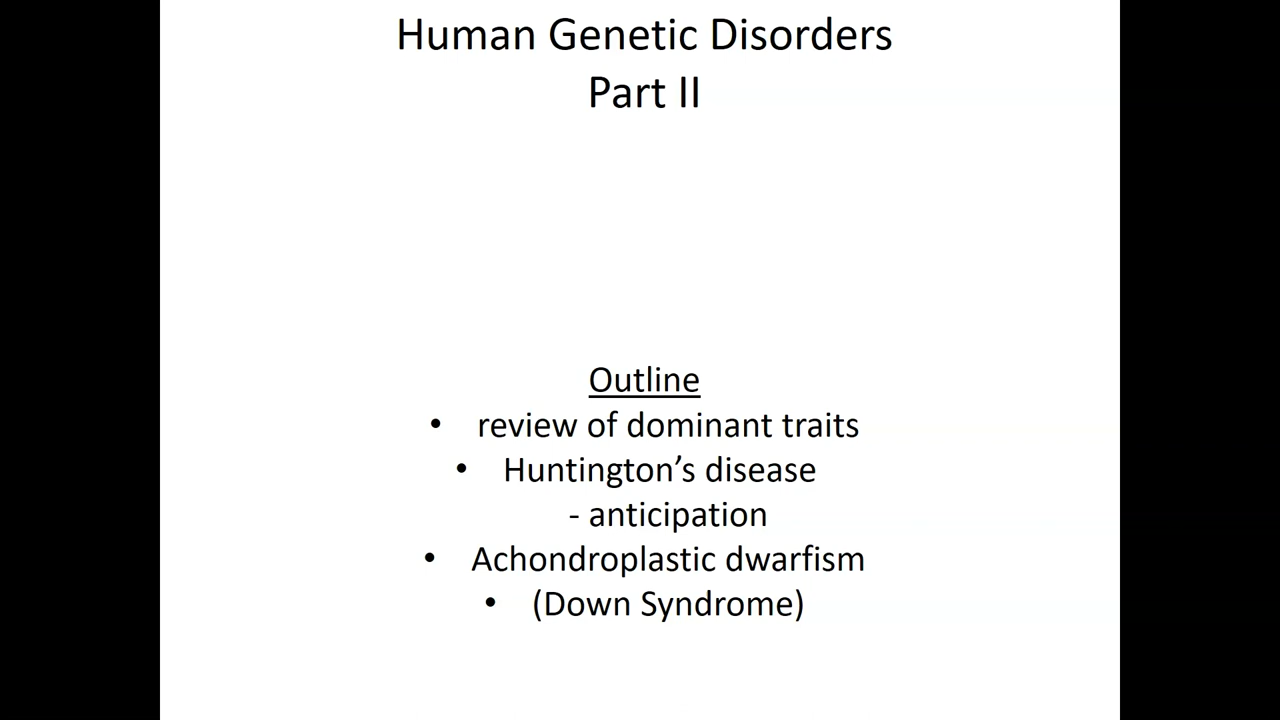 Human Genetic Disorders
Part II
Outline
• review of dominant traits
• Huntington’s disease
- anticipation
• Achondroplastic dwarfism
• (Down Syndrome)